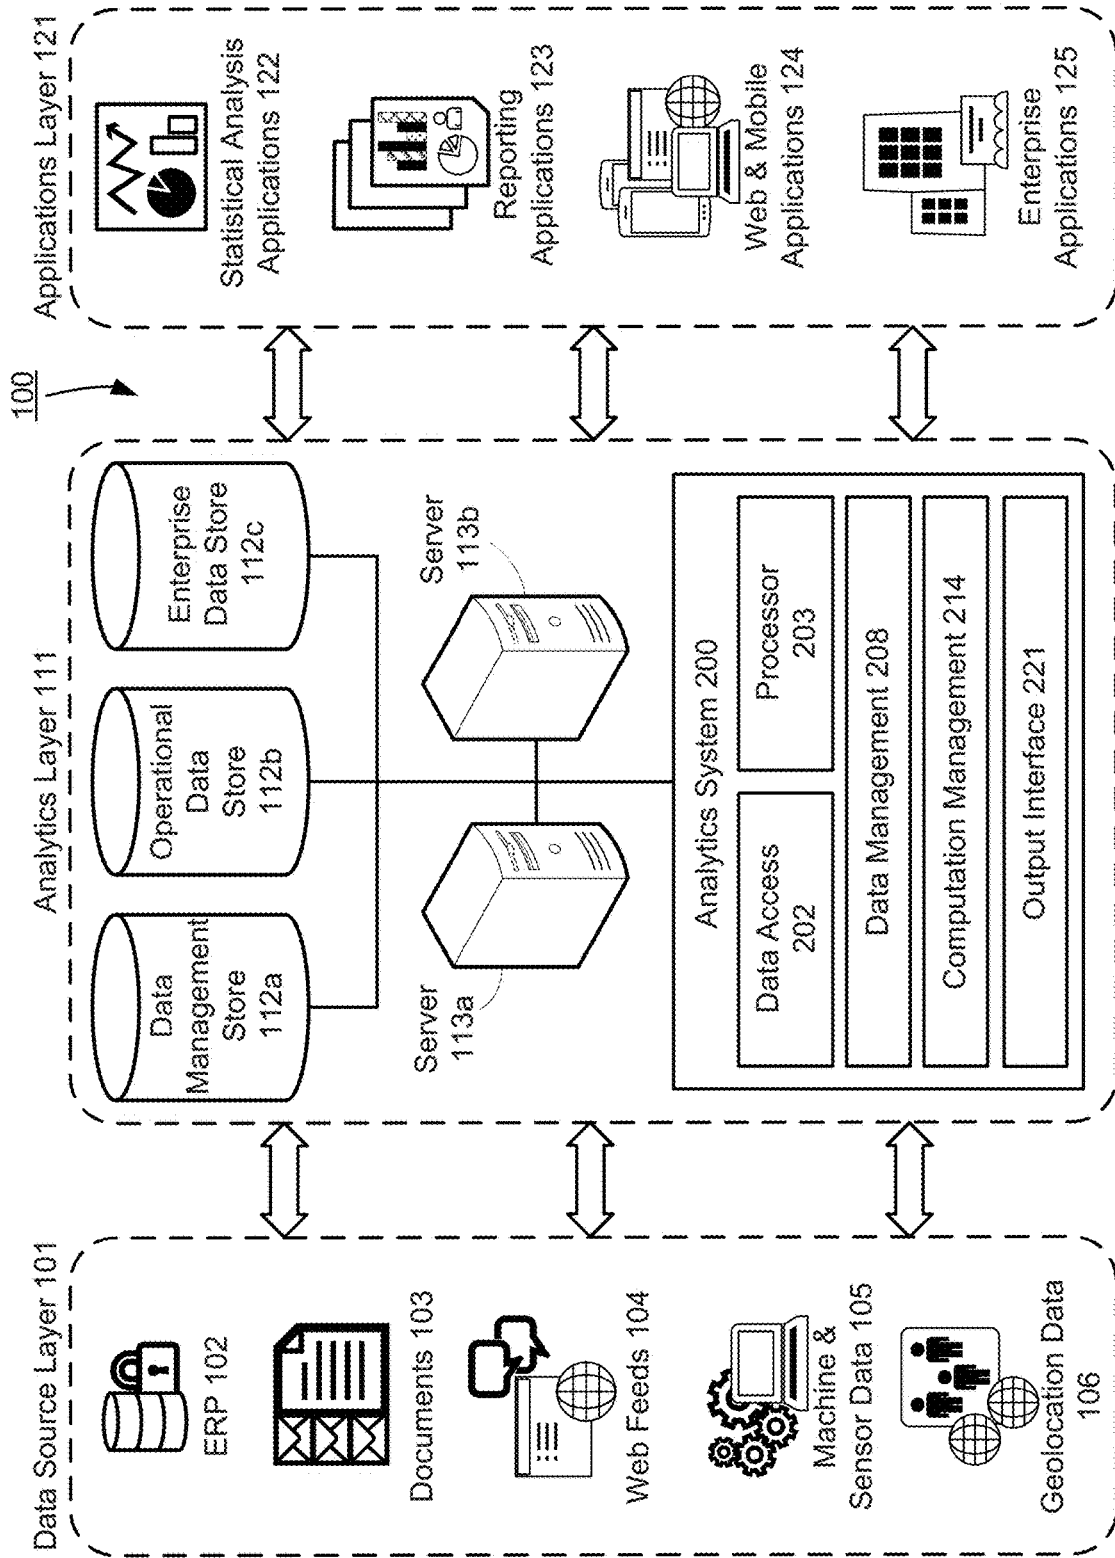 100
Data Source Layer 101
ERP 102
Documents 103
Web Feeds 104
Machine &
Sensor Data 105
Geolocation Data
106
Analytics Layer 111
Data
Management
Store
112a
Operational
Data
Store
112b
Enterprise
Data Store
112c
Server
113a
Server
113b
Analytics System 200
Data Access
202
Processor
203
Data Management 208
Computation Management 214
Output Interface 221
Applications Layer 121
Statistical Analysis
Applications 122
Reporting
Applications 123
Web & Mobile
Applications 124
Enterprise
Applications 125